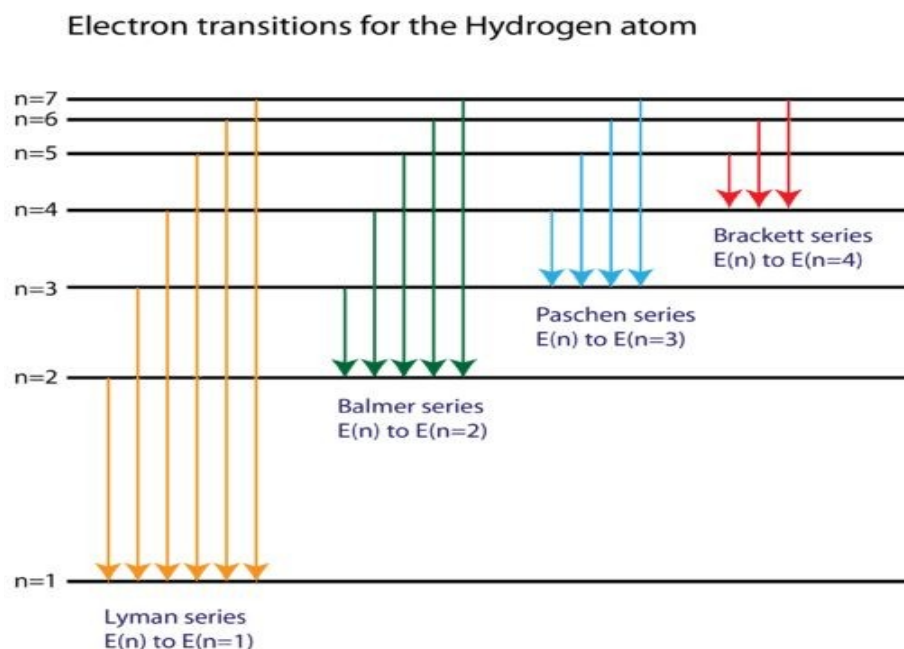 Electron transitions for the Hydrogen atom
n=7
n=6
n=5
n=4
Brackett series
E(n) to E(n=4)
n=3
Paschen series
E(n) to E(n=3)
n=2
Balmer series
E(n) to E(n=2)
n=1
Lyman series
E(n) to E(n=1)